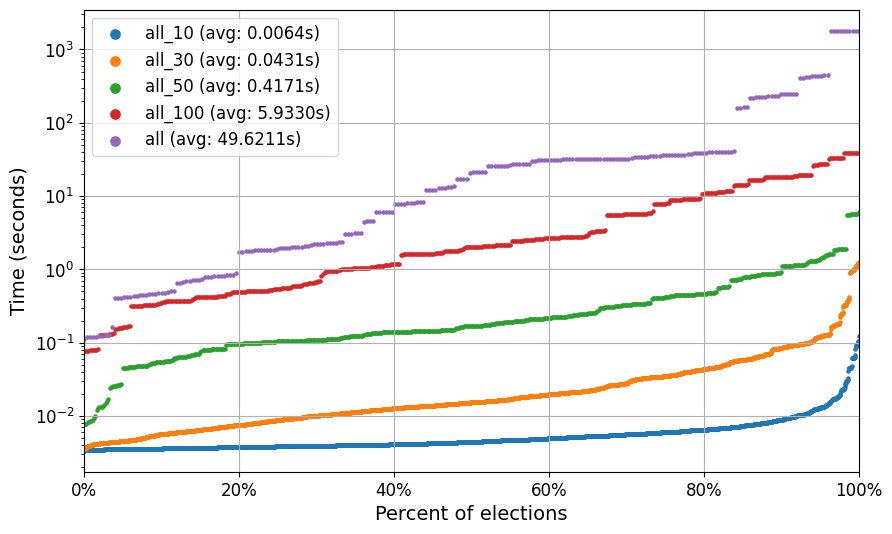 all_10 (avg: 0.0064s)
all_30 (avg: 0.0431s)
all_50 (avg: 0.4171s)
all_100 (avg: 5.9330s)
all (avg: 49.6211s)
10³
10²
10¹
10⁰
10⁻¹
10⁻²
Time (seconds)
0% 20% 40% 60% 80% 100%
Percent of elections